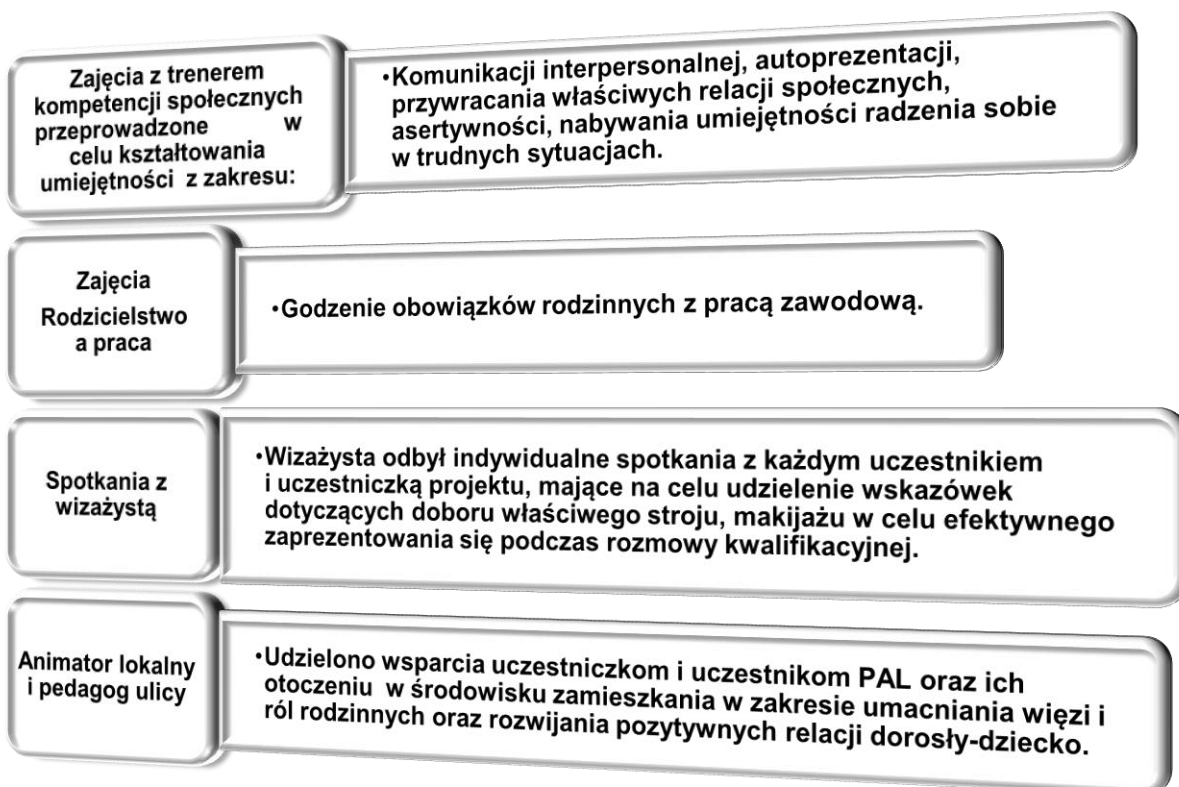 Zajęcia z trenerem
kompetencji społecznych
przeprowadzone w
celu kształtowania
umiejętności z zakresu:
•Komunikacji interpersonalnej, autoprezentacji,
przywracania właściwych relacji społecznych,
asertywności, nabywania umiejętności radzenia sobie
w trudnych sytuacjach.
Zajęcia
Rodzicielstwo
a praca
•Godzenie obowiązków rodzinnych z pracą zawodową.
Spotkania z
wizażystą
•Wizażysta odbył indywidualne spotkania z każdym uczestnikiem
i uczestniczką projektu, mające na celu udzielenie wskazówek
dotyczących doboru właściwego stroju, makijażu w celu efektywnego
zaprezentowania się podczas rozmowy kwalifikacyjnej.
Animator lokalny
i pedagog ulicy
•Udzielono wsparcia uczestniczkom i uczestnikom PAL oraz ich
otoczeniu w środowisku zamieszkania w zakresie umacniania więzi i
ról rodzinnych oraz rozwijania pozytywnych relacji dorosły-dziecko.